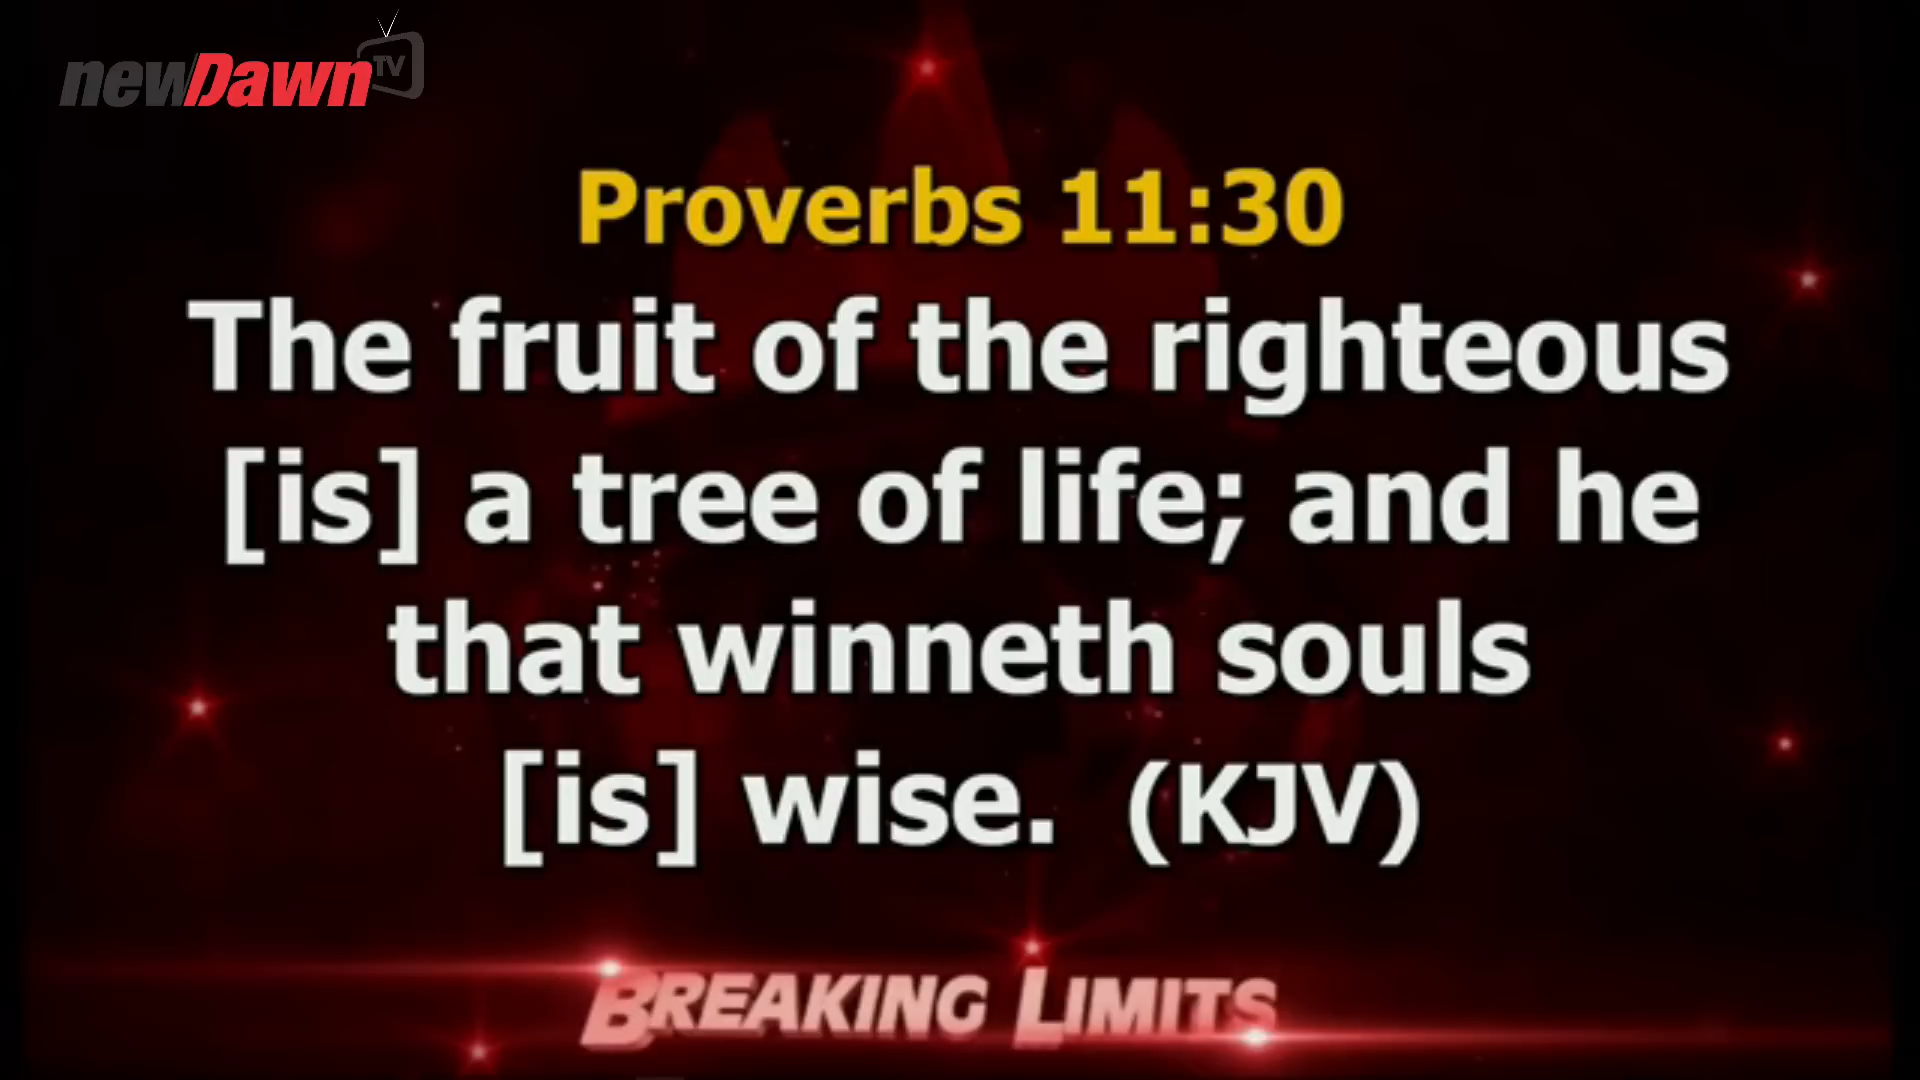 newDawn TV
Proverbs 11:30
The fruit of the righteous
[is] a tree of life; and he
that winneth souls
[is] wise. (KJV)
BREAKING LIMITS